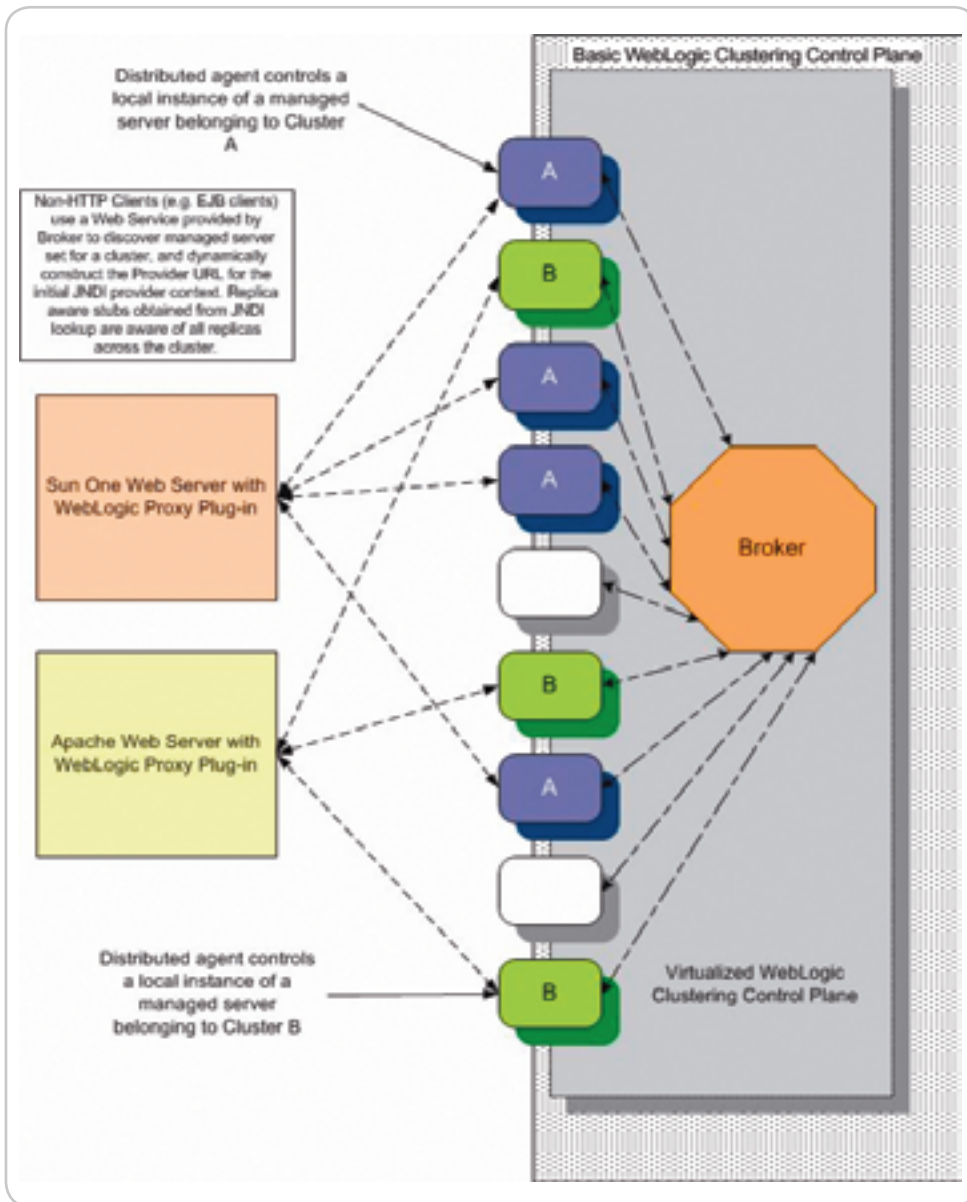 Basic WebLogic Clustering Control Plane
Distributed agent controls a
local instance of a managed
server belonging to Cluster
A
Non-HTTP Clients (e.g. EJB clients)
use a Web Service provided by
Broker to discover managed server
set for a cluster, and dynamically
construct the Provider URL for the
initial JNDI provider context. Replica
aware stubs obtained from JNDI
lookup are aware of all replicas
across the cluster.
A
B
A
A
Sun One Web Server with
WebLogic Proxy Plug-in
Broker
B
Apache Web Server with
WebLogic Proxy Plug-in
A
B
Distributed agent controls
a local instance of a
managed server
belonging to Cluster B
Virtualized WebLogic
Clustering Control Plane